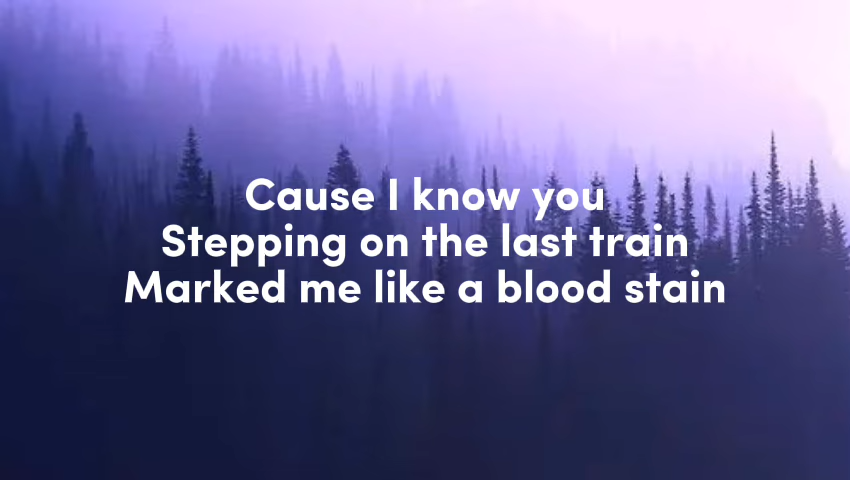 Cause I know you
Stepping on the last train
Marked me like a blood stain